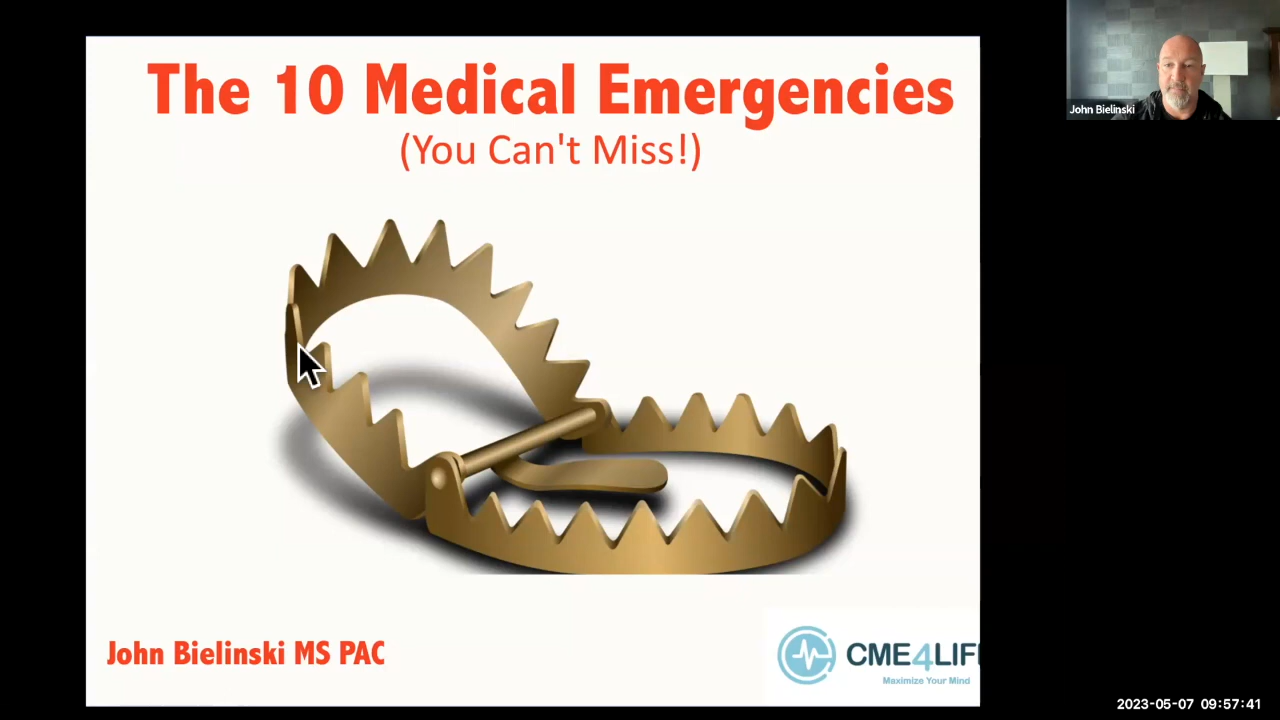 The 10 Medical Emergencies
(You Can't Miss!)
John Bielinski
John Bielinski MS PAC
CME4LIF
Maximize Your Mind
2023-05-07 09:57:41